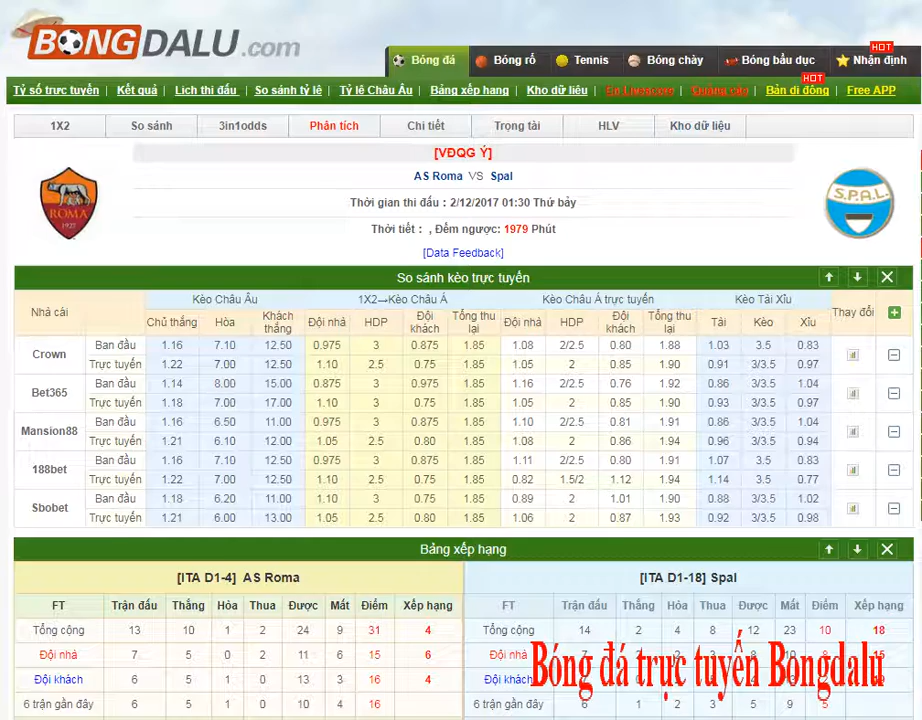 BONGDALU.com
Bóng đá Bóng rổ Tennis Bóng chày Bóng bầu dục HOT Nhận định
Tỷ số trực tuyến | Kết quả | Lịch thi đấu | So sánh tỷ lệ | Tỷ lệ Châu Âu | Bảng xếp hạng | Kho dữ liệu | En Livescore | Quảng cáo | HOT Bản di động | Free APP
1X2 So sánh 3in1odds Phân tích Chi tiết Trọng tài HLV Kho dữ liệu
[VĐQG Ý]
AS Roma VS Spal
Thời gian thi đấu : 2/12/2017 01:30 Thứ bảy
Thời tiết : , Đếm ngược: 1979 Phút
[Data Feedback]
ROMA
1927
S.P.A.L.
So sánh kèo trực tuyến
Nhà cái Kèo Châu Âu 1X2→Kèo Châu Á Kèo Châu Á trực tuyến Kèo Tài Xỉu Thay đổi
Chủ thắng Hòa Khách thắng Đội nhà HDP Đội khách Tổng thu lại Đội nhà HDP Đội khách Tổng thu lại Tài Kèo Xỉu
Crown Ban đầu 1.16 7.10 12.50 0.975 3 0.875 1.85 1.08 2/2.5 0.80 1.88 1.03 3.5 0.83
Trực tuyến 1.22 7.00 12.50 1.10 2.5 0.75 1.85 1.05 2 0.85 1.90 0.91 3/3.5 0.97
Bet365 Ban đầu 1.14 8.00 15.00 0.875 3 0.975 1.85 1.16 2/2.5 0.76 1.92 0.86 3/3.5 1.04
Trực tuyến 1.18 7.00 17.00 1.10 3 0.75 1.85 1.05 2 0.85 1.90 0.93 3/3.5 0.97
Mansion88 Ban đầu 1.16 6.50 11.00 0.975 3 0.875 1.85 1.10 2/2.5 0.81 1.91 0.86 3/3.5 1.04
Trực tuyến 1.21 6.10 12.00 1.05 2.5 0.80 1.85 1.08 2 0.86 1.94 0.96 3/3.5 0.94
188bet Ban đầu 1.16 7.10 12.50 0.975 3 0.875 1.85 1.11 2/2.5 0.80 1.91 1.07 3.5 0.83
Trực tuyến 1.22 7.00 12.50 1.10 2.5 0.75 1.85 0.82 1.5/2 1.12 1.94 1.14 3.5 0.77
Sbobet Ban đầu 1.18 6.20 11.00 1.10 3 0.75 1.85 0.89 2 1.01 1.90 0.88 3/3.5 1.02
Trực tuyến 1.21 6.00 13.00 1.05 2.5 0.80 1.85 1.06 2 0.87 1.93 0.92 3/3.5 0.98
Bảng xếp hạng
[ITA D1-4] AS Roma [ITA D1-18] Spal
FT Trận đấu Thắng Hòa Thua Được Mất Điểm Xếp hạng FT Trận đấu Thắng Hòa Thua Được Mất Điểm Xếp hạng
Tổng cộng 13 10 1 2 24 9 31 4 Tổng cộng 14 2 4 8 12 23 10 18
Đội nhà 7 5 0 2 11 6 15 6 Đội nhà 7
Đội khách 6 5 1 0 13 3 16 4 Đội khách
6 trận gần đây 6 5 1 0 10 4 16 6 trận gần đây 6 1 2 3 9 5
Bóng đá trực tuyến Bongdalu